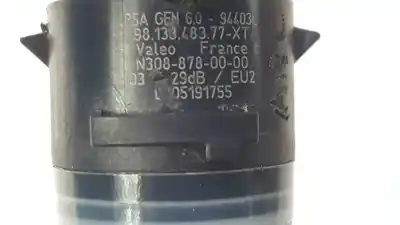 PSA GEN 6.0 - 94403
98.133.483.77-XT
Valeo France
N308-878-00-00
03 29dB / EU2
05191755